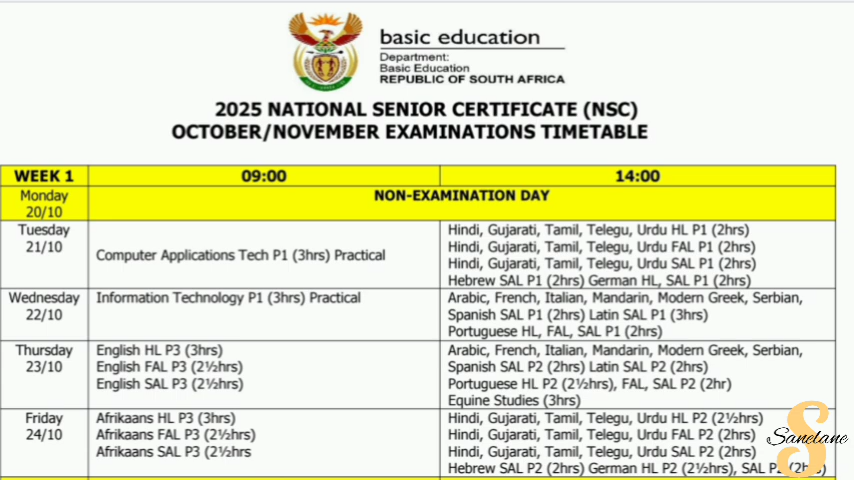 basic education
Department:
Basic Education
REPUBLIC OF SOUTH AFRICA
2025 NATIONAL SENIOR CERTIFICATE (NSC)
OCTOBER/NOVEMBER EXAMINATIONS TIMETABLE
WEEK 1 09:00 14:00
Monday 20/10 NON-EXAMINATION DAY
Tuesday
21/10
Computer Applications Tech P1 (3hrs) Practical
Hindi, Gujarati, Tamil, Telegu, Urdu HL P1 (2hrs)
Hindi, Gujarati, Tamil, Telegu, Urdu FAL P1 (2hrs)
Hindi, Gujarati, Tamil, Telegu, Urdu SAL P1 (2hrs)
Hebrew SAL P1 (2hrs) German HL, SAL P1 (2hrs)
Wednesday
22/10
Information Technology P1 (3hrs) Practical
Arabic, French, Italian, Mandarin, Modern Greek, Serbian,
Spanish SAL P1 (2hrs) Latin SAL P1 (3hrs)
Portuguese HL, FAL, SAL P1 (2hrs)
Thursday
23/10
English HL P3 (3hrs)
English FAL P3 (2½hrs)
English SAL P3 (2½hrs)
Arabic, French, Italian, Mandarin, Modern Greek, Serbian,
Spanish SAL P2 (2hrs) Latin SAL P2 (2hrs)
Portuguese HL P2 (2½hrs), FAL, SAL P2 (2hr)
Equine Studies (3hrs)
Friday
24/10
Afrikaans HL P3 (3hrs)
Afrikaans FAL P3 (2½hrs)
Afrikaans SAL P3 (2½hrs
Hindi, Gujarati, Tamil, Telegu, Urdu HL P2 (2½hrs)
Hindi, Gujarati, Tamil, Telegu, Urdu FAL P2 (2hrs)
Hindi, Gujarati, Tamil, Telegu, Urdu SAL P2 (2hrs)
Hebrew SAL P2 (2hrs) German HL P2 (2½hrs), SAL P2 (2hrs)
S
Sanelane